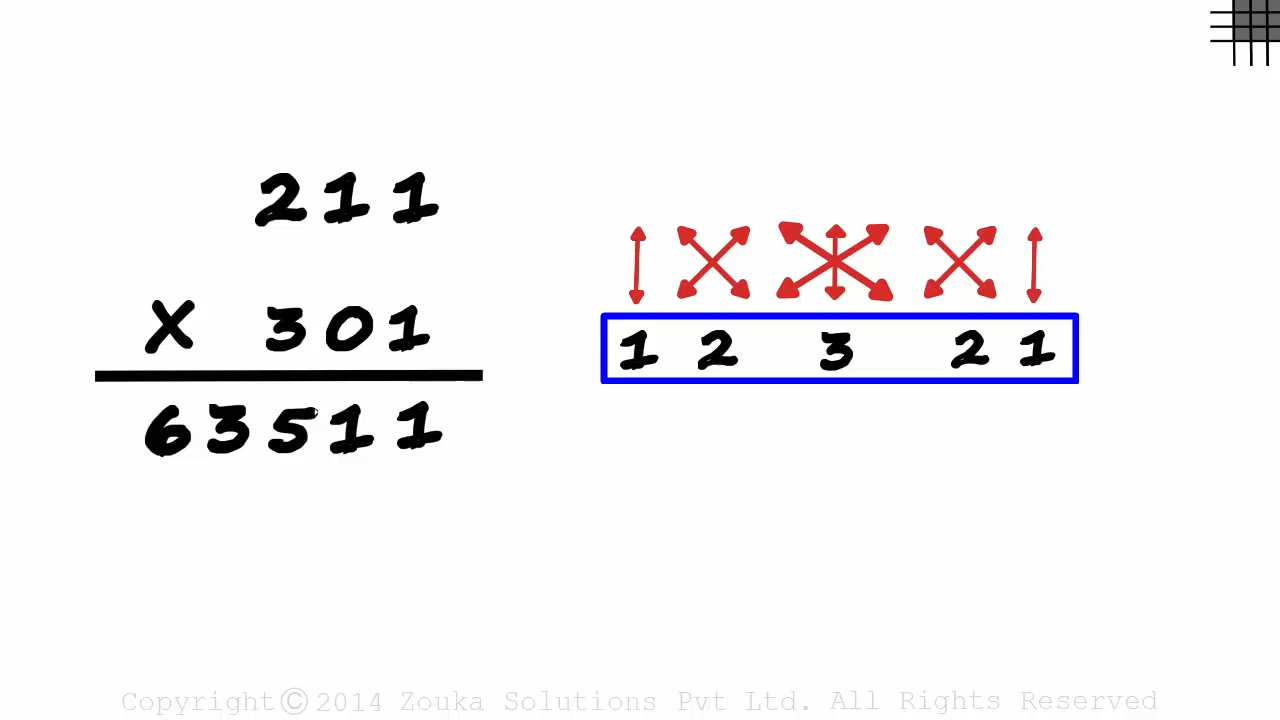 211
X 301
63511
1 2 3 2 1
Copyright©2014 Zouka Solutions Pvt Ltd. All Rights Reserved